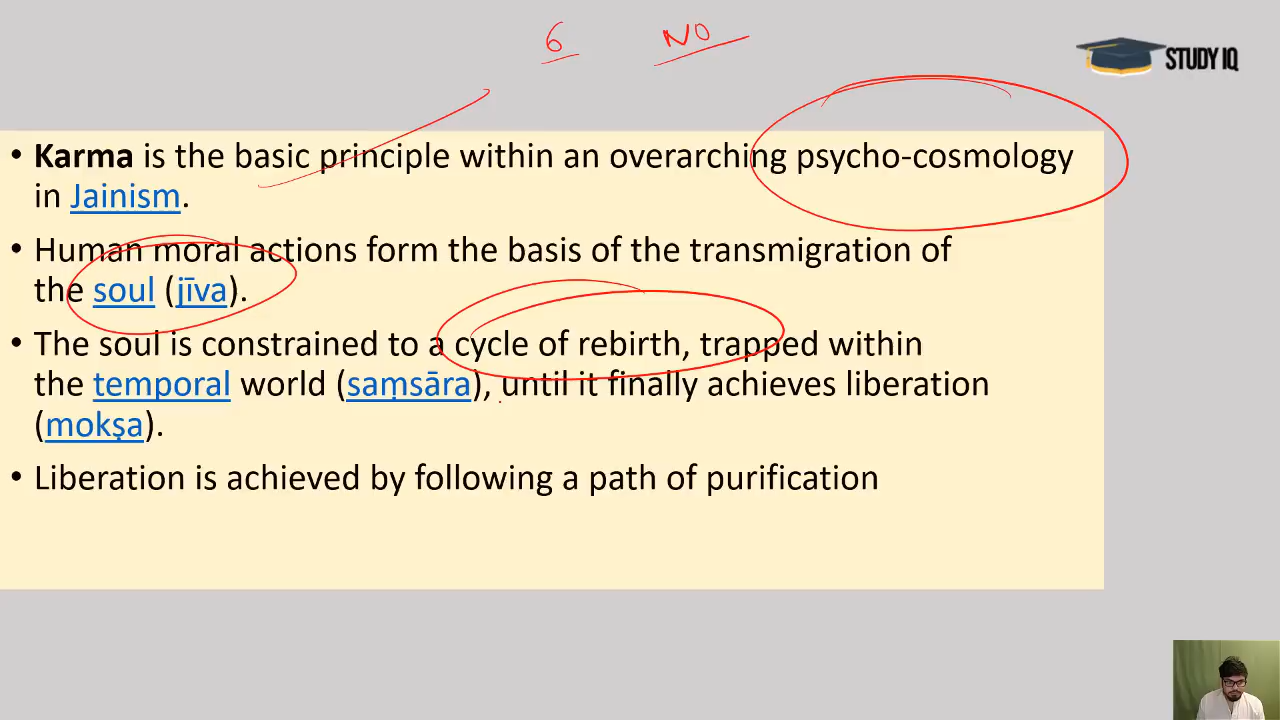 6 NO
STUDY IQ
• Karma is the basic principle within an overarching psycho-cosmology
in Jainism.
• Human moral actions form the basis of the transmigration of
the soul (jīva).
• The soul is constrained to a cycle of rebirth, trapped within
the temporal world (saṃsāra), until it finally achieves liberation
(mokṣa).
• Liberation is achieved by following a path of purification